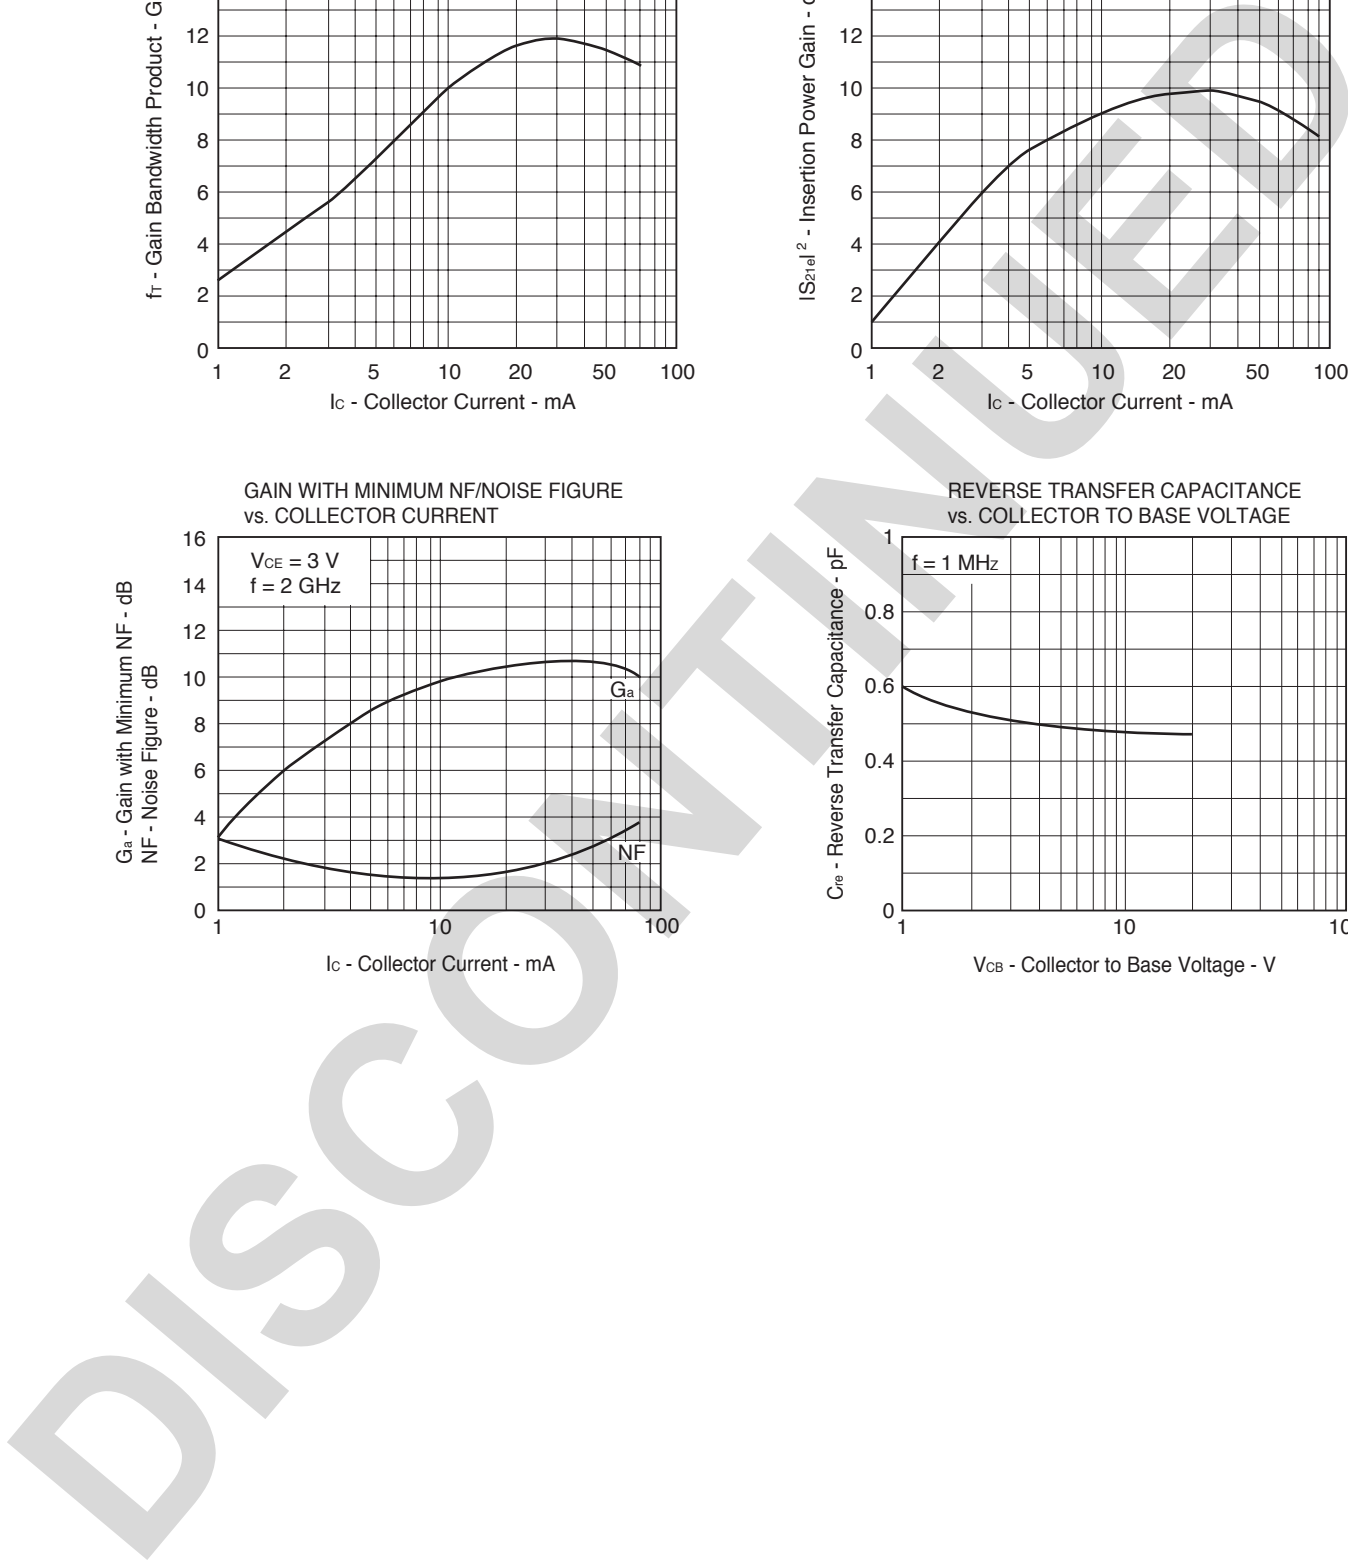 fT - Gain Bandwidth Product - G
12
10
8
6
4
2
0
1 2 5 10 20 50 100
IC - Collector Current - mA
|S21e|² - Insertion Power Gain -
12
10
8
6
4
2
0
1 2 5 10 20 50 100
IC - Collector Current - mA
GAIN WITH MINIMUM NF/NOISE FIGURE
vs. COLLECTOR CURRENT
Ga - Gain with Minimum NF - dB
NF - Noise Figure - dB
16
14
12
10
8
6
4
2
0
VCE = 3 V
f = 2 GHz
Ga
NF
1 10 100
IC - Collector Current - mA
REVERSE TRANSFER CAPACITANCE
vs. COLLECTOR TO BASE VOLTAGE
Cre - Reverse Transfer Capacitance - pF
1
0.8
0.6
0.4
0.2
0
f = 1 MHz
1 10 10
VCB - Collector to Base Voltage - V
DISCONTINUED